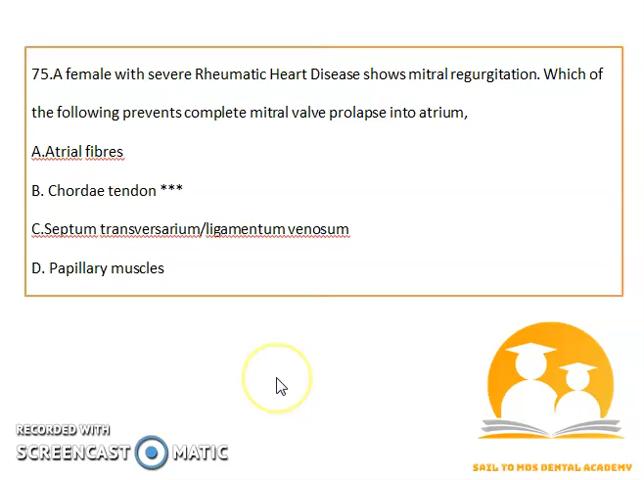 75.A female with severe Rheumatic Heart Disease shows mitral regurgitation. Which of
the following prevents complete mitral valve prolapse into atrium,
A.Atrial fibres
B. Chordae tendon ***
C.Septum transversarium/ligamentum venosum
D. Papillary muscles
RECORDED WITH
SCREENCAST MATIC
SAIL TO MDS DENTAL ACADEMY